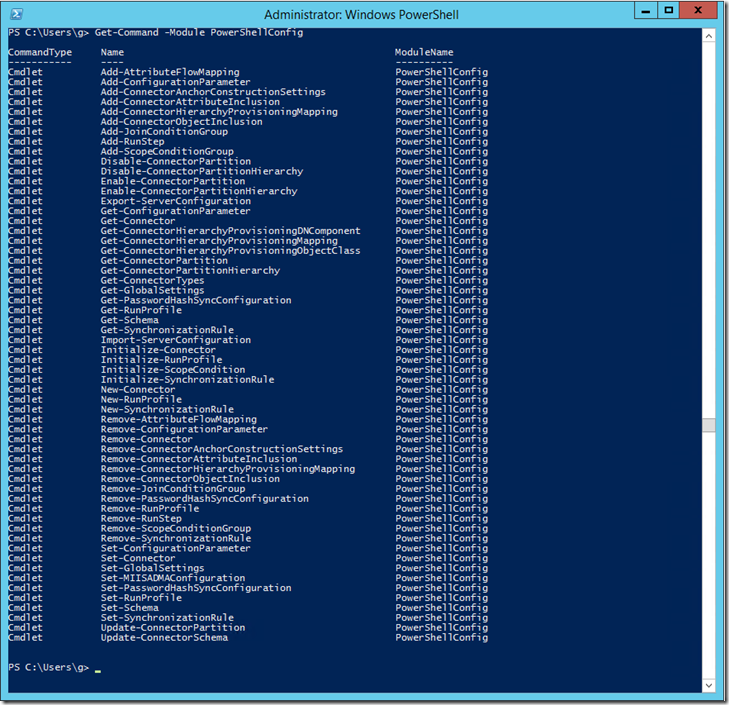 Administrator: Windows PowerShell
PS C:\Users\g> Get-Command -Module PowerShellConfig
CommandType Name ModuleName
----------- ---- ----------
Cmdlet Add-AttributeFlowMapping PowerShellConfig
Cmdlet Add-ConfigurationParameter PowerShellConfig
Cmdlet Add-ConnectorAnchorConstructionSettings PowerShellConfig
Cmdlet Add-ConnectorAttributeInclusion PowerShellConfig
Cmdlet Add-ConnectorHierarchyProvisioningMapping PowerShellConfig
Cmdlet Add-ConnectorObjectInclusion PowerShellConfig
Cmdlet Add-JoinConditionGroup PowerShellConfig
Cmdlet Add-RunStep PowerShellConfig
Cmdlet Add-ScopeConditionGroup PowerShellConfig
Cmdlet Disable-ConnectorPartition PowerShellConfig
Cmdlet Disable-ConnectorPartitionHierarchy PowerShellConfig
Cmdlet Enable-ConnectorPartition PowerShellConfig
Cmdlet Enable-ConnectorPartitionHierarchy PowerShellConfig
Cmdlet Export-ServerConfiguration PowerShellConfig
Cmdlet Get-ConfigurationParameter PowerShellConfig
Cmdlet Get-Connector PowerShellConfig
Cmdlet Get-ConnectorHierarchyProvisioningDNComponent PowerShellConfig
Cmdlet Get-ConnectorHierarchyProvisioningMapping PowerShellConfig
Cmdlet Get-ConnectorHierarchyProvisioningObjectClass PowerShellConfig
Cmdlet Get-ConnectorPartition PowerShellConfig
Cmdlet Get-ConnectorPartitionHierarchy PowerShellConfig
Cmdlet Get-ConnectorTypes PowerShellConfig
Cmdlet Get-GlobalSettings PowerShellConfig
Cmdlet Get-PasswordHashSyncConfiguration PowerShellConfig
Cmdlet Get-RunProfile PowerShellConfig
Cmdlet Get-Schema PowerShellConfig
Cmdlet Get-SynchronizationRule PowerShellConfig
Cmdlet Import-ServerConfiguration PowerShellConfig
Cmdlet Initialize-Connector PowerShellConfig
Cmdlet Initialize-RunProfile PowerShellConfig
Cmdlet Initialize-ScopeCondition PowerShellConfig
Cmdlet Initialize-SynchronizationRule PowerShellConfig
Cmdlet New-Connector PowerShellConfig
Cmdlet New-RunProfile PowerShellConfig
Cmdlet New-SynchronizationRule PowerShellConfig
Cmdlet Remove-AttributeFlowMapping PowerShellConfig
Cmdlet Remove-ConfigurationParameter PowerShellConfig
Cmdlet Remove-Connector PowerShellConfig
Cmdlet Remove-ConnectorAnchorConstructionSettings PowerShellConfig
Cmdlet Remove-ConnectorAttributeInclusion PowerShellConfig
Cmdlet Remove-ConnectorHierarchyProvisioningMapping PowerShellConfig
Cmdlet Remove-ConnectorObjectInclusion PowerShellConfig
Cmdlet Remove-JoinConditionGroup PowerShellConfig
Cmdlet Remove-PasswordHashSyncConfiguration PowerShellConfig
Cmdlet Remove-RunProfile PowerShellConfig
Cmdlet Remove-RunStep PowerShellConfig
Cmdlet Remove-ScopeConditionGroup PowerShellConfig
Cmdlet Remove-SynchronizationRule PowerShellConfig
Cmdlet Set-ConfigurationParameter PowerShellConfig
Cmdlet Set-Connector PowerShellConfig
Cmdlet Set-GlobalSettings PowerShellConfig
Cmdlet Set-MIISADMAConfiguration PowerShellConfig
Cmdlet Set-PasswordHashSyncConfiguration PowerShellConfig
Cmdlet Set-RunProfile PowerShellConfig
Cmdlet Set-Schema PowerShellConfig
Cmdlet Set-SynchronizationRule PowerShellConfig
Cmdlet Update-ConnectorPartition PowerShellConfig
Cmdlet Update-ConnectorSchema PowerShellConfig
PS C:\Users\g> _